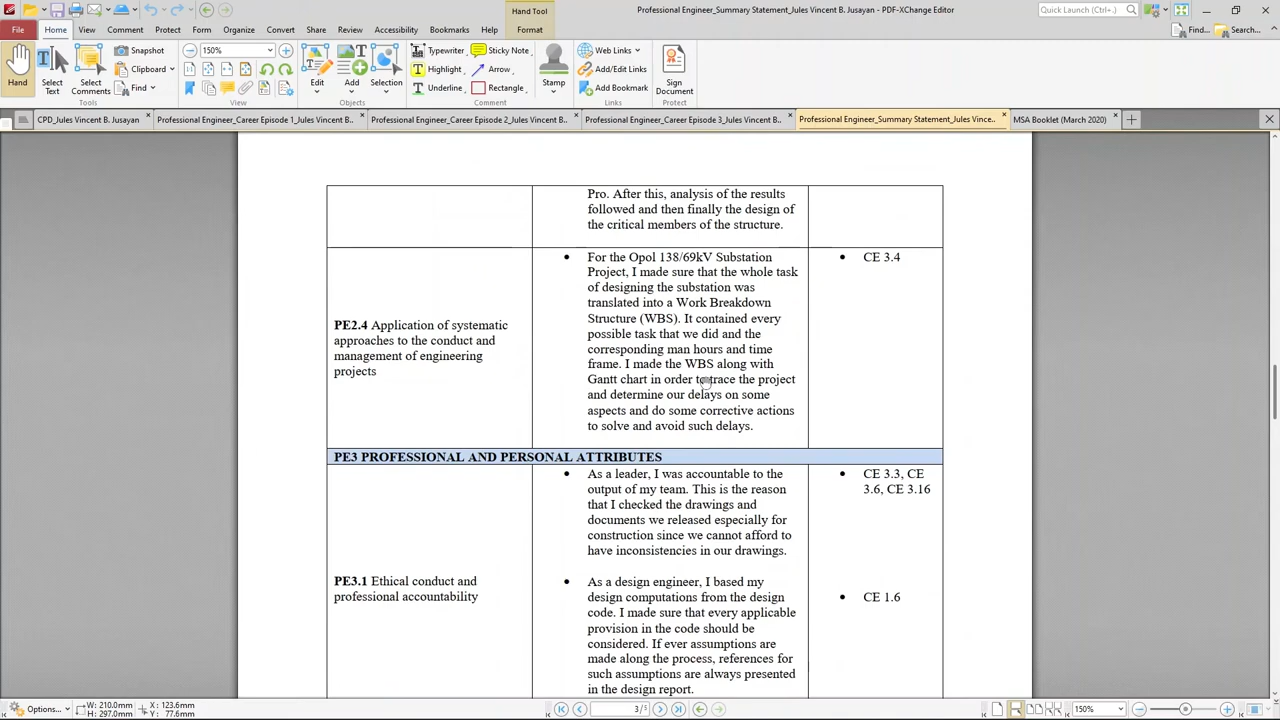 Hand Tool
Professional Engineer_Summary Statement_Jules Vincent B. Jusayan - PDF-XChange Editor
Quick Launch (Ctrl+.)
File
Home
View
Comment
Protect
Form
Organize
Convert
Share
Review
Accessibility
Bookmarks
Help
Format
Find...
Search...
Hand
Select Text
Select Comments
Snapshot
Clipboard
Find
Tools
150%
View
Edit
Add
Selection
Objects
Typewriter
Sticky Note
Highlight
Arrow
Underline
Rectangle
Stamp
Comment
Web Links
Add/Edit Links
Add Bookmark
Links
Sign Document
Protect
CPD_Jules Vincent B. Jusayan
Professional Engineer_Career Episode 1_Jules Vincent B..
Professional Engineer_Career Episode 2_Jules Vincent B..
Professional Engineer_Career Episode 3_Jules Vincent B..
Professional Engineer_Summary Statement_Jules Vince..
MSA Booklet (March 2020)
Pro. After this, analysis of the results
followed and then finally the design of
the critical members of the structure.
PE2.4 Application of systematic
approaches to the conduct and
management of engineering
projects
• For the Opol 138/69kV Substation
Project, I made sure that the whole task
of designing the substation was
translated into a Work Breakdown
Structure (WBS). It contained every
possible task that we did and the
corresponding man hours and time
frame. I made the WBS along with
Gantt chart in order to trace the project
and determine our delays on some
aspects and do some corrective actions
to solve and avoid such delays.
• CE 3.4
PE3 PROFESSIONAL AND PERSONAL ATTRIBUTES
PE3.1 Ethical conduct and
professional accountability
• As a leader, I was accountable to the
output of my team. This is the reason
that I checked the drawings and
documents we released especially for
construction since we cannot afford to
have inconsistencies in our drawings.
• CE 3.3, CE
3.6, CE 3.16
• As a design engineer, I based my
design computations from the design
code. I made sure that every applicable
provision in the code should be
considered. If ever assumptions are
made along the process, references for
such assumptions are always presented
in the design report.
• CE 1.6
Options...
W: 210.0mm
H: 297.0mm
X: 123.6mm
Y: 77.6mm
3/5
150%